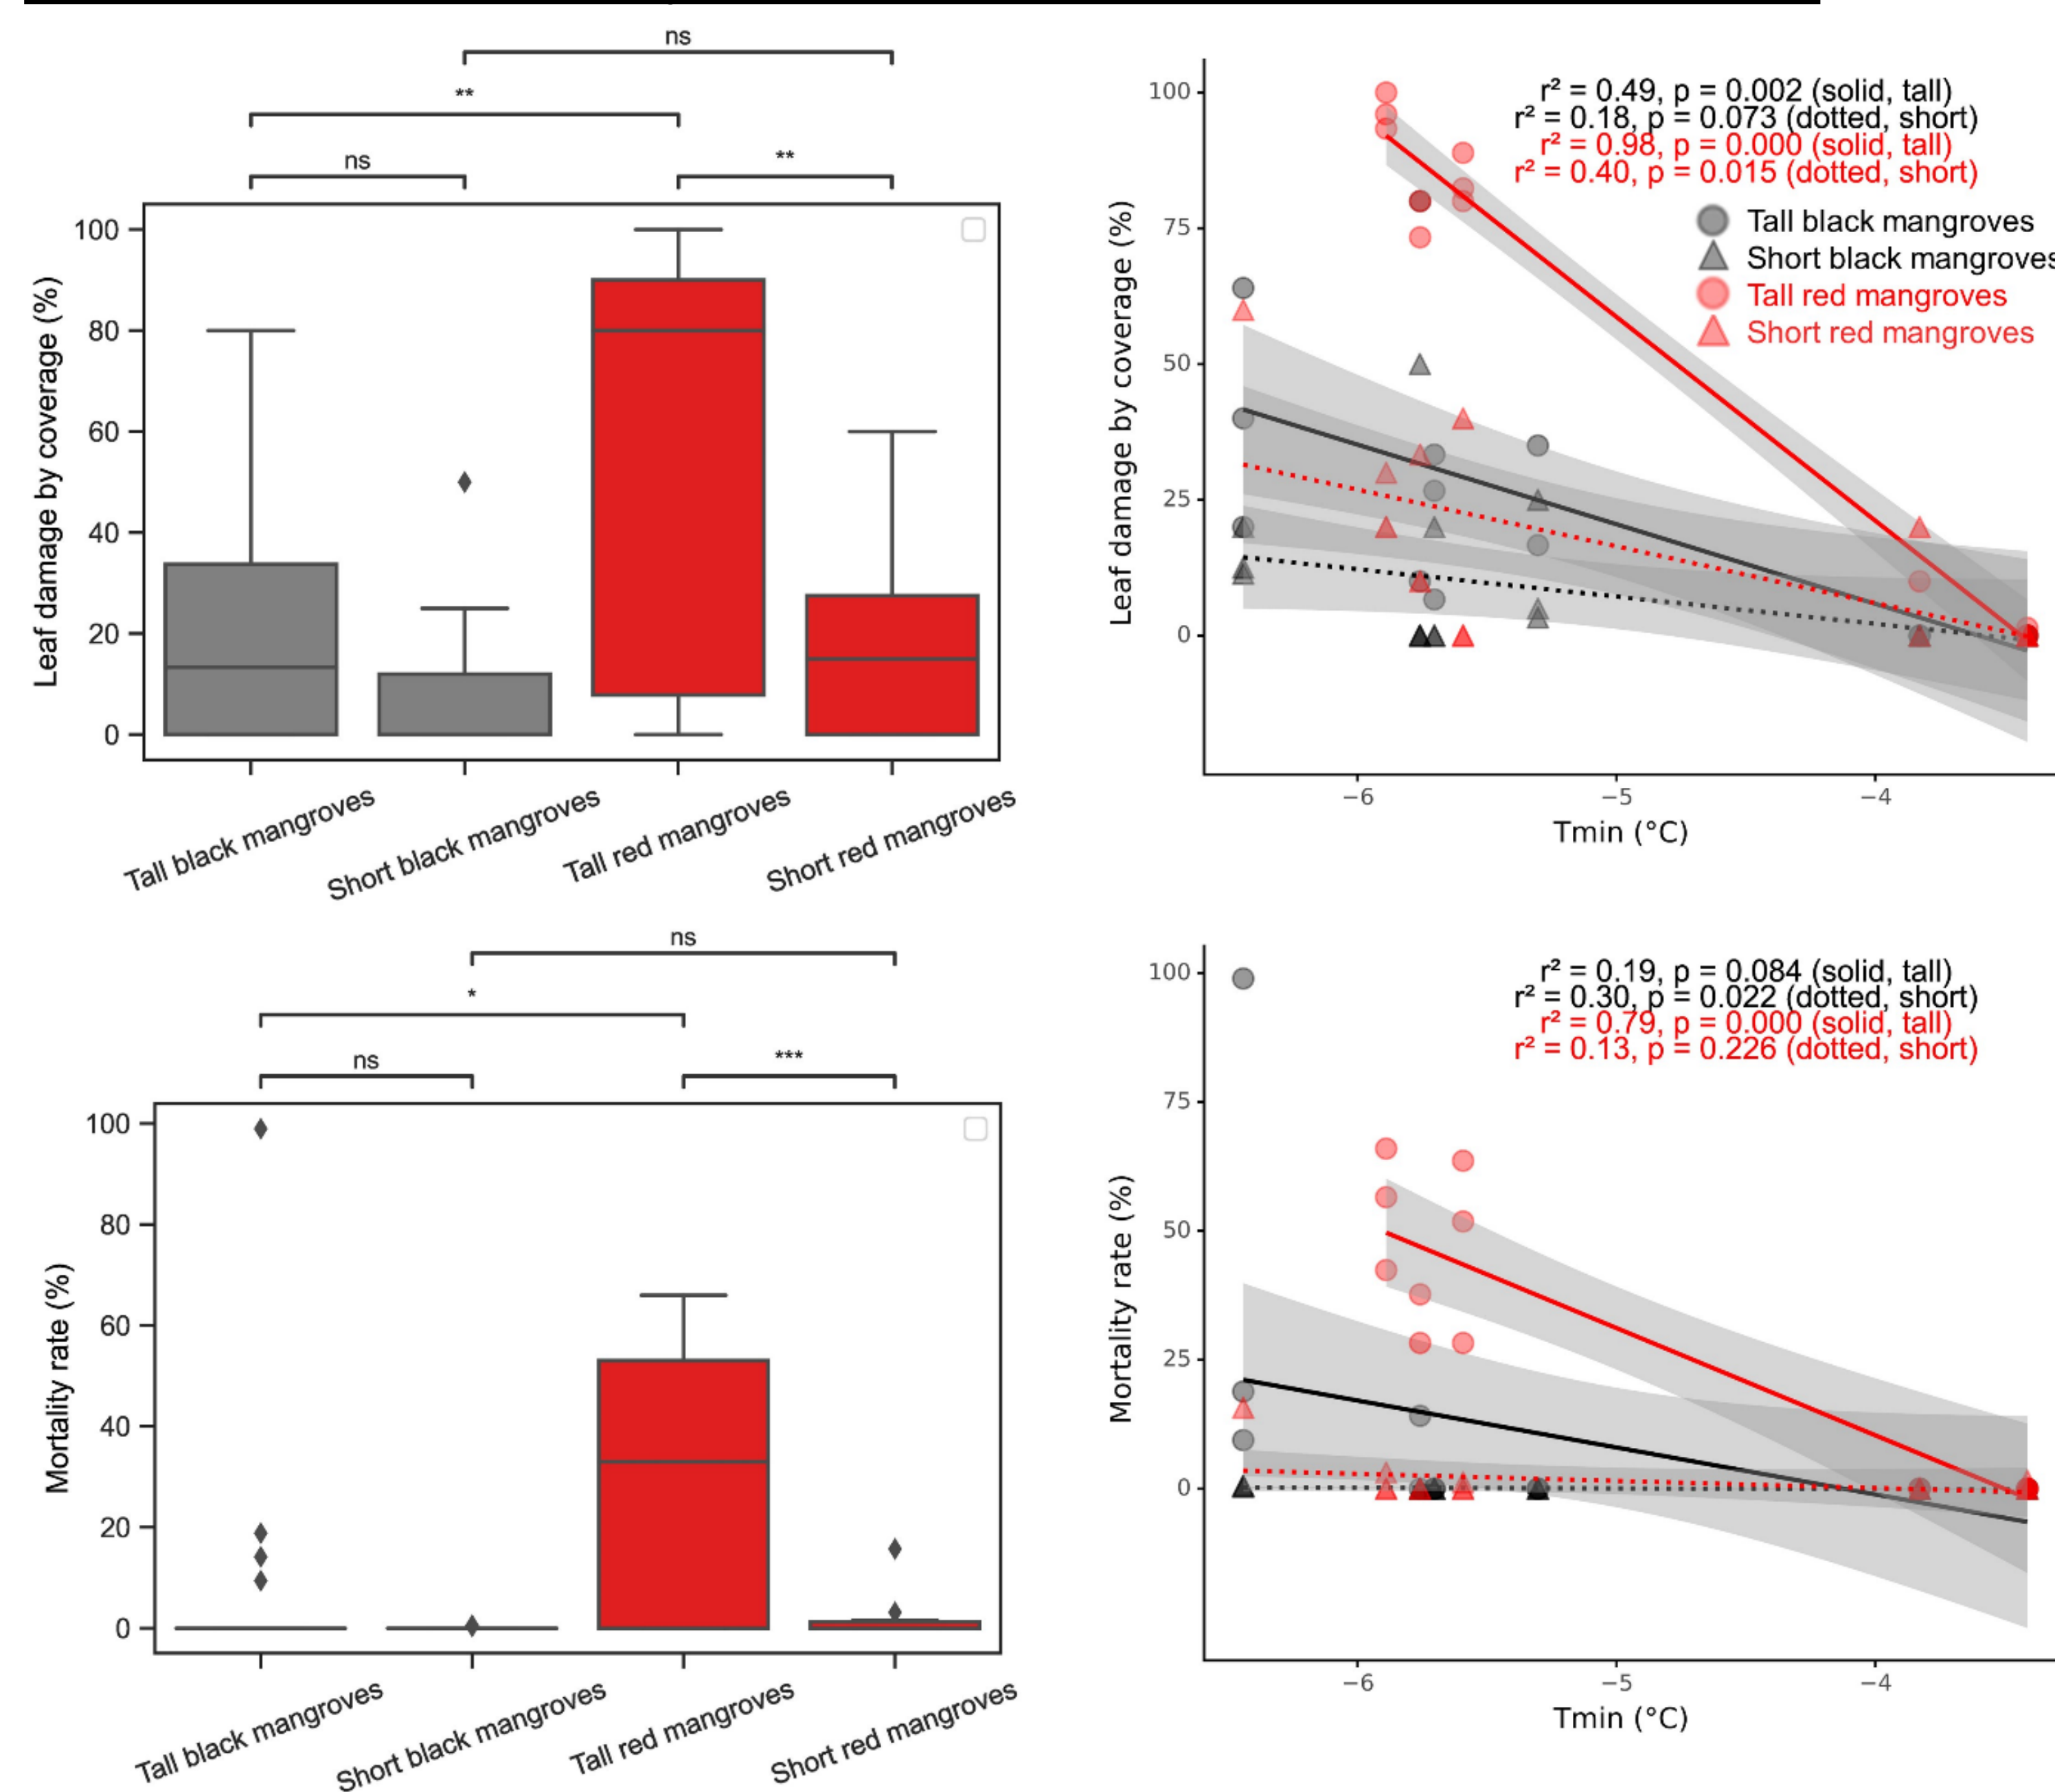 ns
**
ns
**
100
80
60
40
20
0
Leaf damage by coverage (%)
Tall black mangroves
Short black mangroves
Tall red mangroves
Short red mangroves
r² = 0.49, p = 0.002 (solid, tall)
r² = 0.18, p = 0.073 (dotted, short)
r² = 0.98, p = 0.000 (solid, tall)
r² = 0.40, p = 0.015 (dotted, short)
Tall black mangroves
Short black mangroves
Tall red mangroves
Short red mangroves
100
75
50
25
0
Leaf damage by coverage (%)
−6
−5
−4
Tmin (°C)
ns
*
ns
***
100
80
60
40
20
0
Mortality rate (%)
Tall black mangroves
Short black mangroves
Tall red mangroves
Short red mangroves
r² = 0.19, p = 0.084 (solid, tall)
r² = 0.30, p = 0.022 (dotted, short)
r² = 0.79, p = 0.000 (solid, tall)
r² = 0.13, p = 0.226 (dotted, short)
100
75
50
25
0
Mortality rate (%)
−6
−5
−4
Tmin (°C)